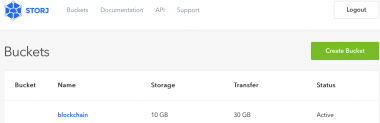 STORJ Buckets Documentation API Support Logout
Buckets Create Bucket
Bucket Name Storage Transfer Status
blockchain 10 GB 30 GB Active